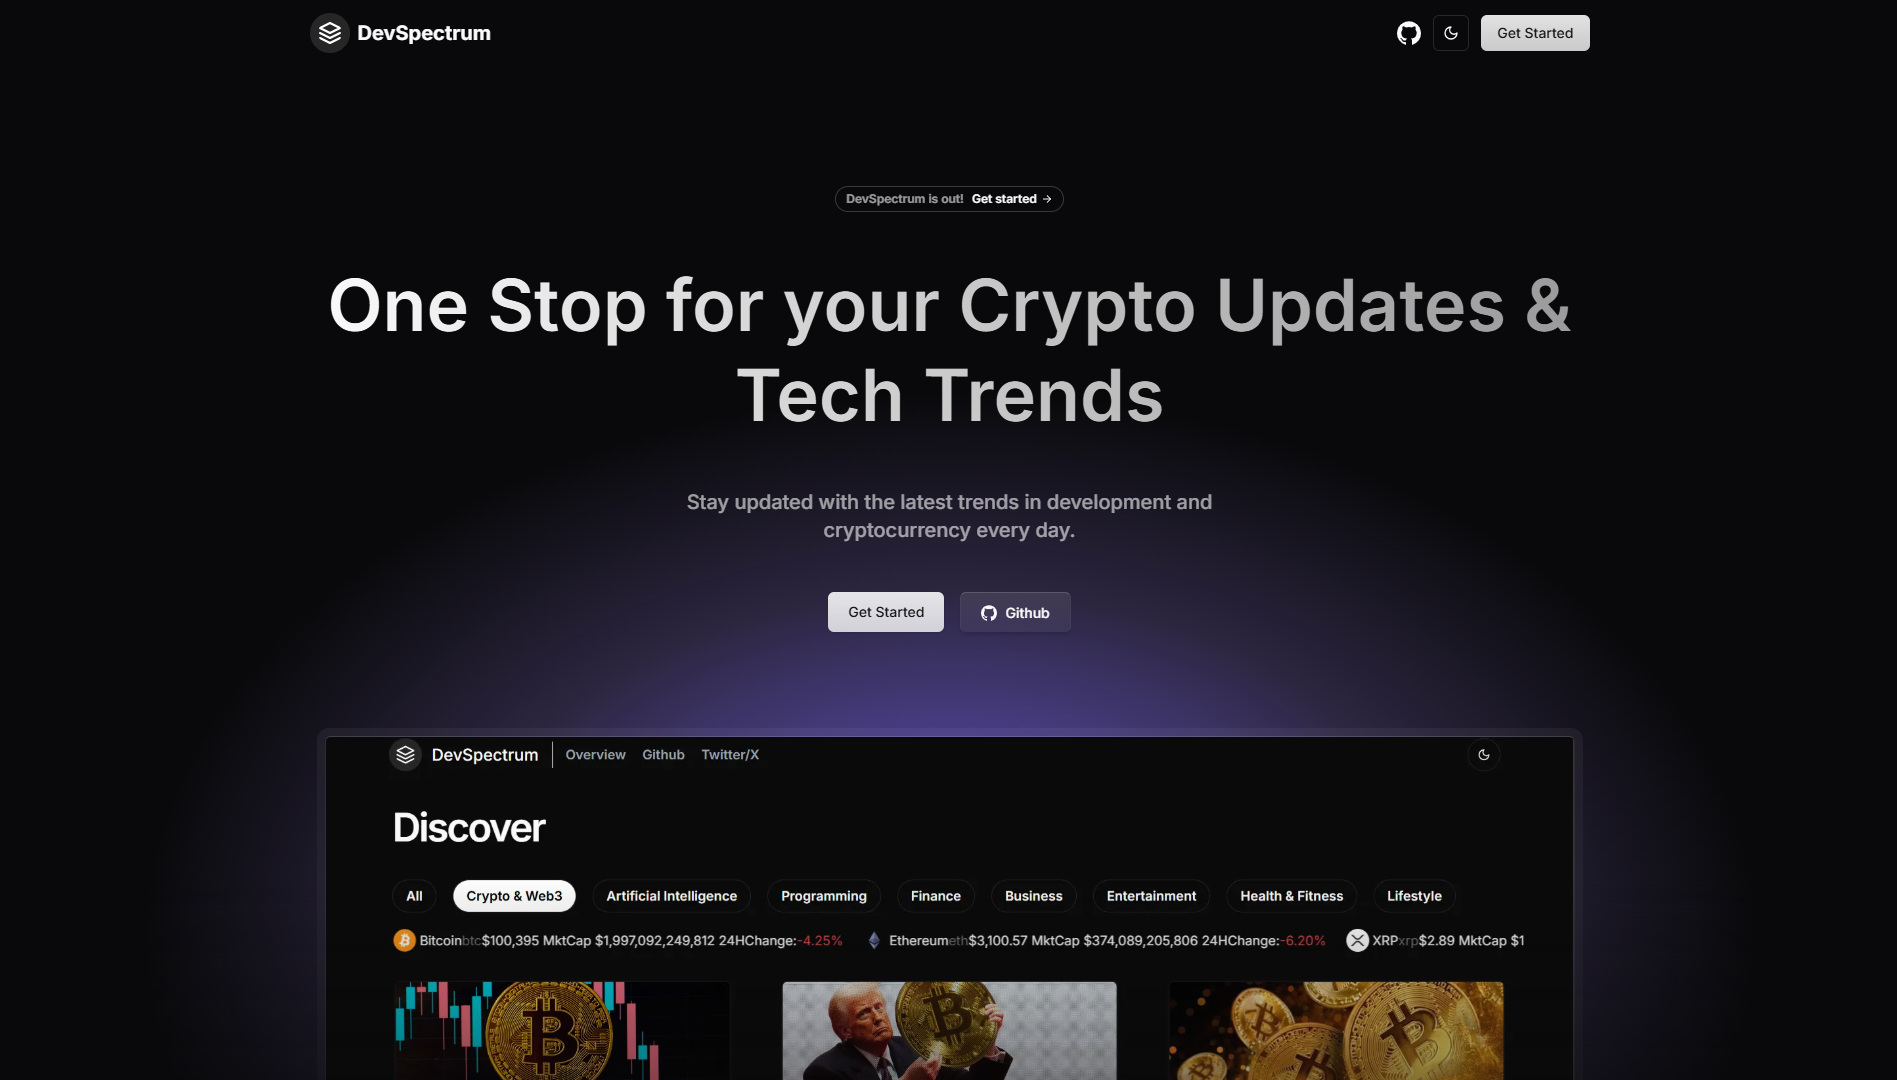 DevSpectrum
Get Started
DevSpectrum is out! Get started →
One Stop for your Crypto Updates &
Tech Trends
Stay updated with the latest trends in development and
cryptocurrency every day.
Get Started
Github
DevSpectrum
Overview
Github
Twitter/X
Discover
All
Crypto & Web3
Artificial Intelligence
Programming
Finance
Business
Entertainment
Health & Fitness
Lifestyle
Bitcoinbtc$100,395 MktCap $1,997,092,249,812 24HChange:-4.25%
Ethereumeth$3,100.57 MktCap $374,089,205,806 24HChange:-6.20%
XRPxrp$2.89 MktCap $1